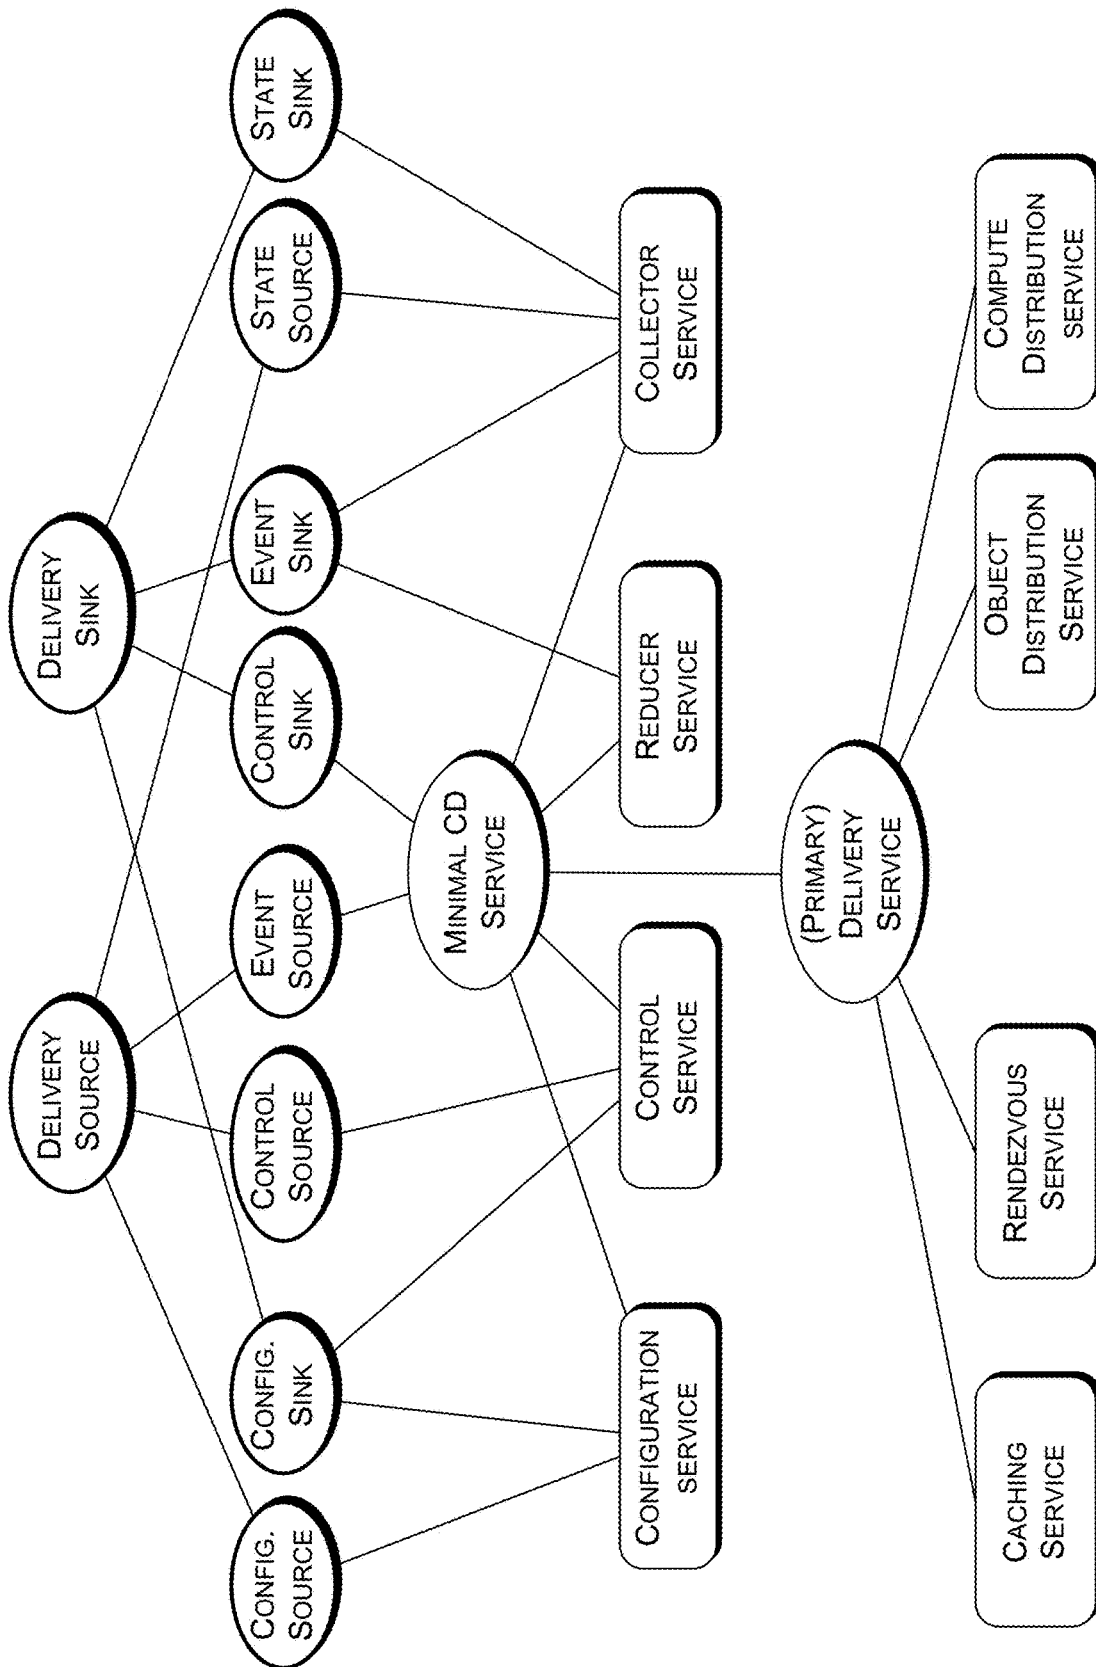 DELIVERY
SOURCE
DELIVERY
SINK
CONFIG.
SOURCE
CONFIG.
SINK
CONTROL
SOURCE
EVENT
SOURCE
CONTROL
SINK
EVENT
SINK
STATE
SOURCE
STATE
SINK
MINIMAL CD
SERVICE
CONFIGURATION
SERVICE
CONTROL
SERVICE
REDUCER
SERVICE
COLLECTOR
SERVICE
(PRIMARY)
DELIVERY
SERVICE
CACHING
SERVICE
RENDEZVOUS
SERVICE
OBJECT
DISTRIBUTION
SERVICE
COMPUTE
DISTRIBUTION
SERVICE